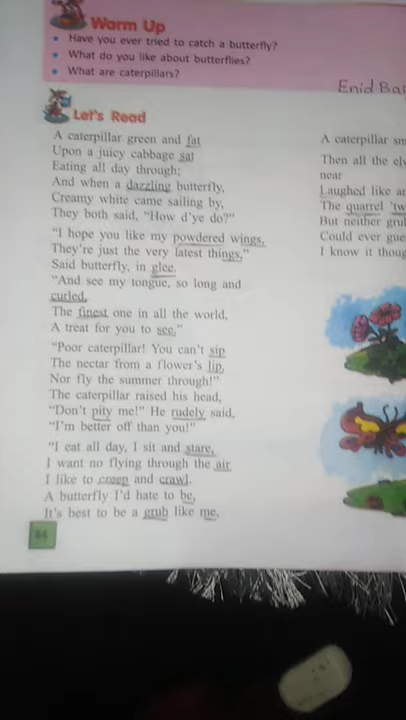 Warm Up
• Have you ever tried to catch a butterfly?
• What do you like about butterflies?
• What are caterpillars?
Enid
Let's Read
A caterpillar green and fat
Upon a juicy cabbage sat
Eating all day through;
And when a dazzling butterfly,
Creamy white came sailing by,
They both said, "How d'ye do?"
"I hope you like my powdered wings,
They're just the very latest things,"
Said butterfly, in glee.
"And see my tongue, so long and
curled,
The finest one in all the world,
A treat for you to see,"
"Poor caterpillar! You can't sip
The nectar from a flower's lip,
Nor fly the summer through!"
The caterpillar raised his head,
"Don't pity me!" He rudely said,
"I'm better off than you!"
"I eat all day, I sit and stare,
I want no flying through the air
I like to creep and crawl.
A butterfly I'd hate to be,
It's best to be a grub like me,
84
A caterpillar
Then all the
near
Laughed like
The quarrel
But neither
Could ever
I know it